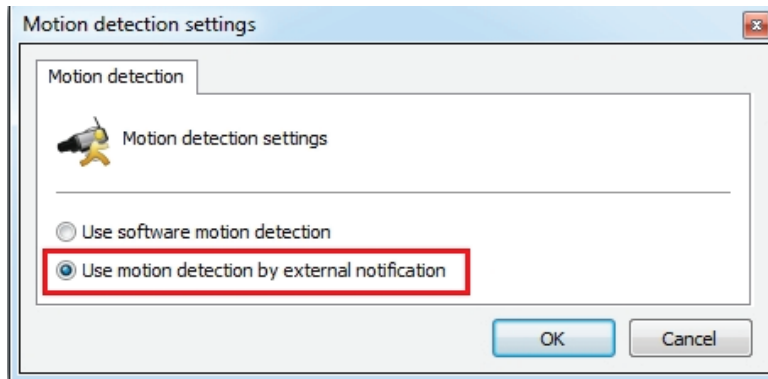 Motion detection settings
Motion detection
Motion detection settings
Use software motion detection
Use motion detection by external notification
OK Cancel